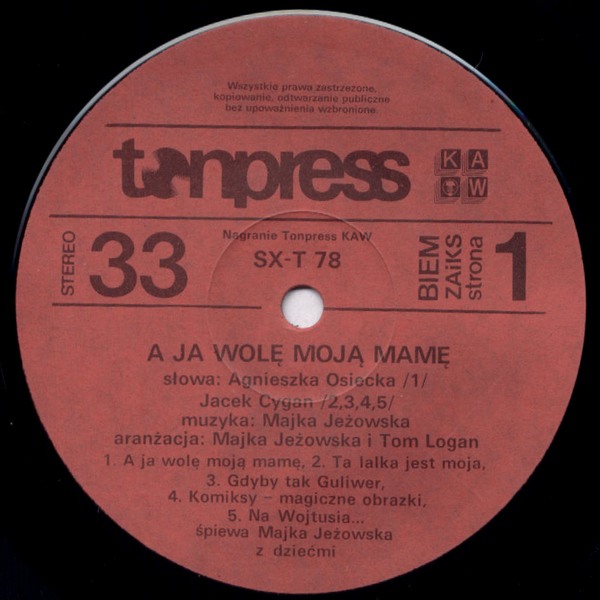 Wszystkie prawa zastrzeżone,
kopiowanie, odtwarzanie publiczne
bez upoważnienia wzbronione.
tonpress KAW
Nagranie Tonpress KAW
STEREO 33 SX-T 78 BIEM ZAiKS strona 1
A JA WOLĘ MOJĄ MAMĘ
słowa: Agnieszka Osiecka /1/
Jacek Cygan /2,3,4,5/
muzyka: Majka Jeżowska
aranżacja: Majka Jeżowska i Tom Logan
1. A ja wolę moją mamę, 2. Ta lalka jest moja,
3. Gdyby tak Guliwer,
4. Komiksy – magiczne obrazki,
5. Na Wojtusia...
śpiewa Majka Jeżowska
z dziećmi